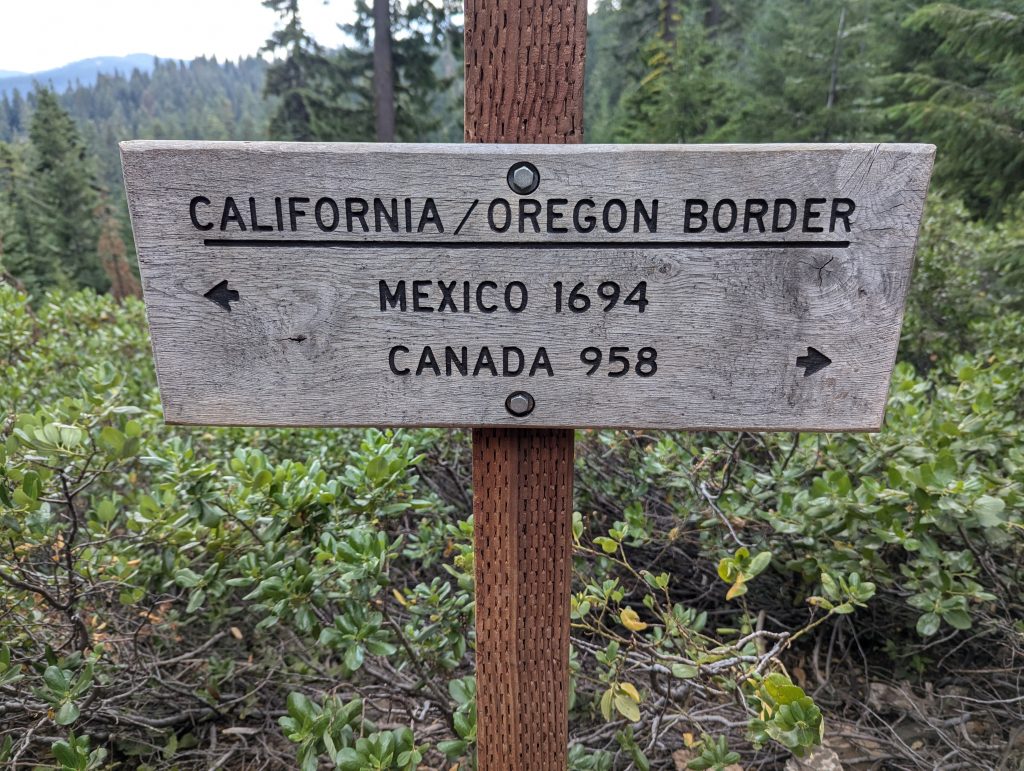 CALIFORNIA/OREGON BORDER
MEXICO 1694
CANADA 958